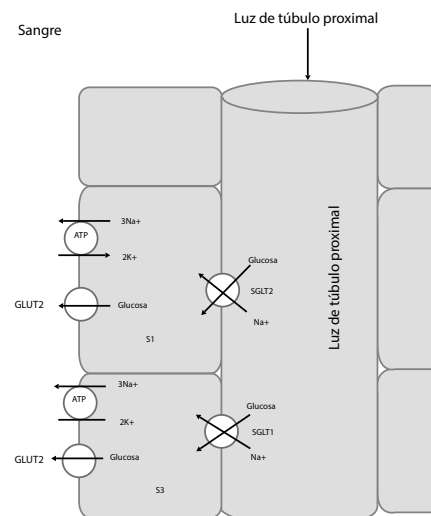 Sangre
Luz de túbulo proximal
Luz de túbulo proximal
3Na+
ATP
2K+
GLUT2
Glucosa
S1
Glucosa
SGLT2
Na+
3Na+
ATP
2K+
GLUT2
Glucosa
S3
Glucosa
SGLT1
Na+